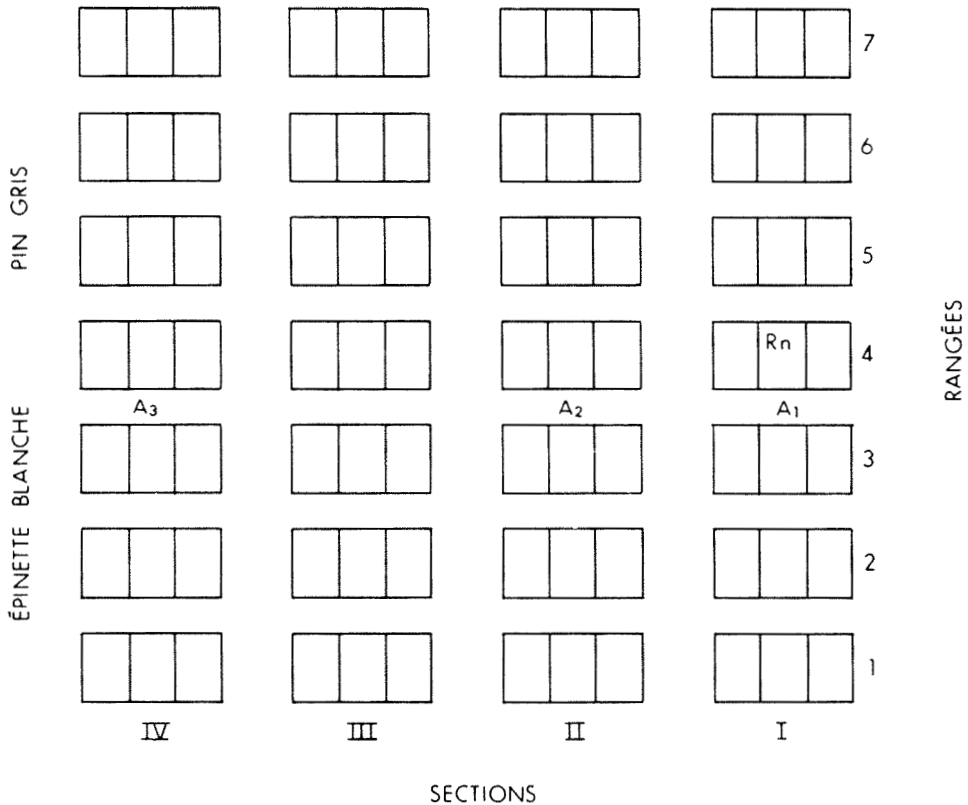 7
6
PIN GRIS
5
RANGÉES
Rn
4
A3
A2
A1
ÉPINETTE BLANCHE
3
2
1
IV
III
II
I
SECTIONS